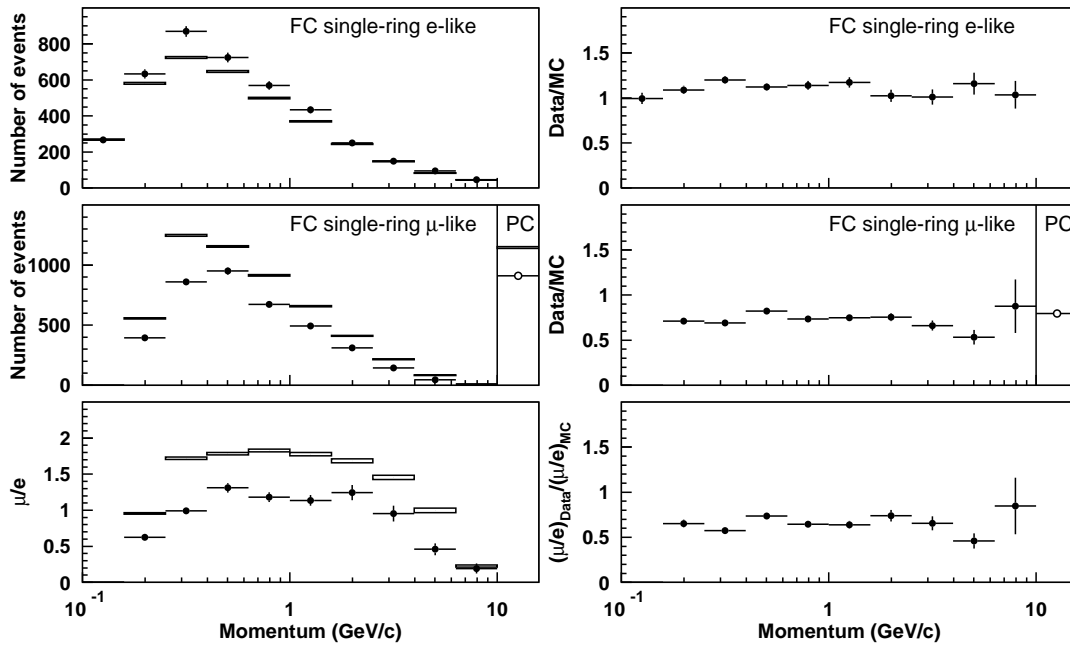 FC single-ring e-like
Number of events
0
200
400
600
800
FC single-ring e-like
Data/MC
0
0.5
1
1.5
FC single-ring μ-like
PC
Number of events
0
500
1000
FC single-ring μ-like
PC
Data/MC
0
0.5
1
1.5
μ/e
0
0.5
1
1.5
2
10⁻¹
1
10
Momentum (GeV/c)
(μ/e)Data/(μ/e)MC
0
0.5
1
1.5
10⁻¹
1
10
Momentum (GeV/c)